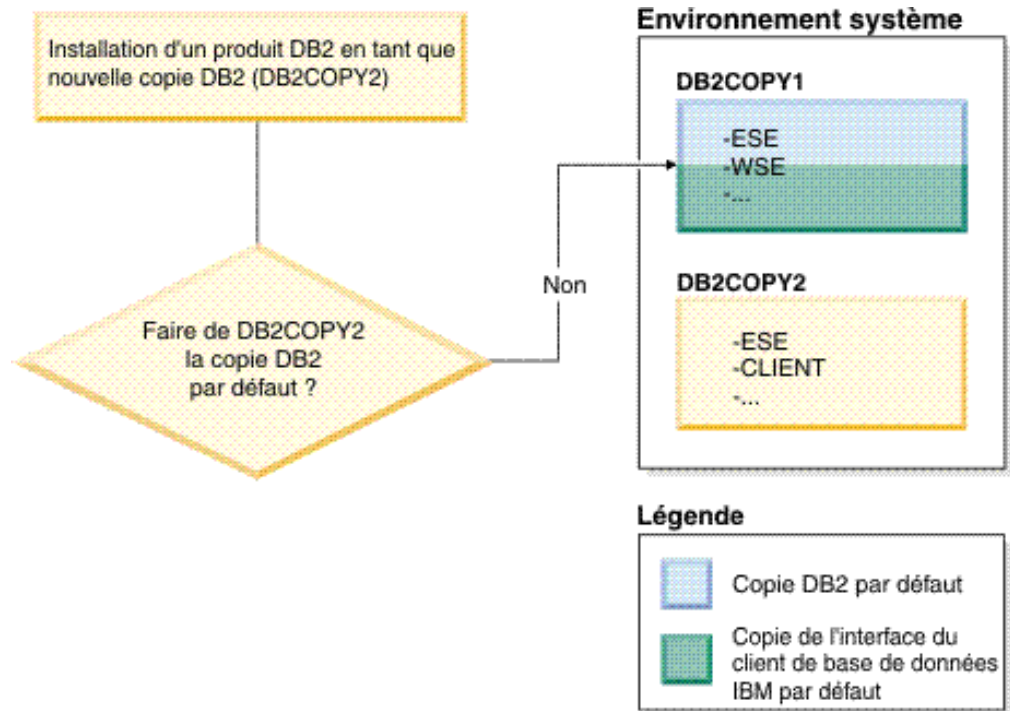 Installation d'un produit DB2 en tant que
nouvelle copie DB2 (DB2COPY2)
Faire de DB2COPY2
la copie DB2
par défaut ?
Non
Environnement système
DB2COPY1
-ESE
-WSE
-...
DB2COPY2
-ESE
-CLIENT
-...
Légende
Copie DB2 par défaut
Copie de l'interface du
client de base de données
IBM par défaut